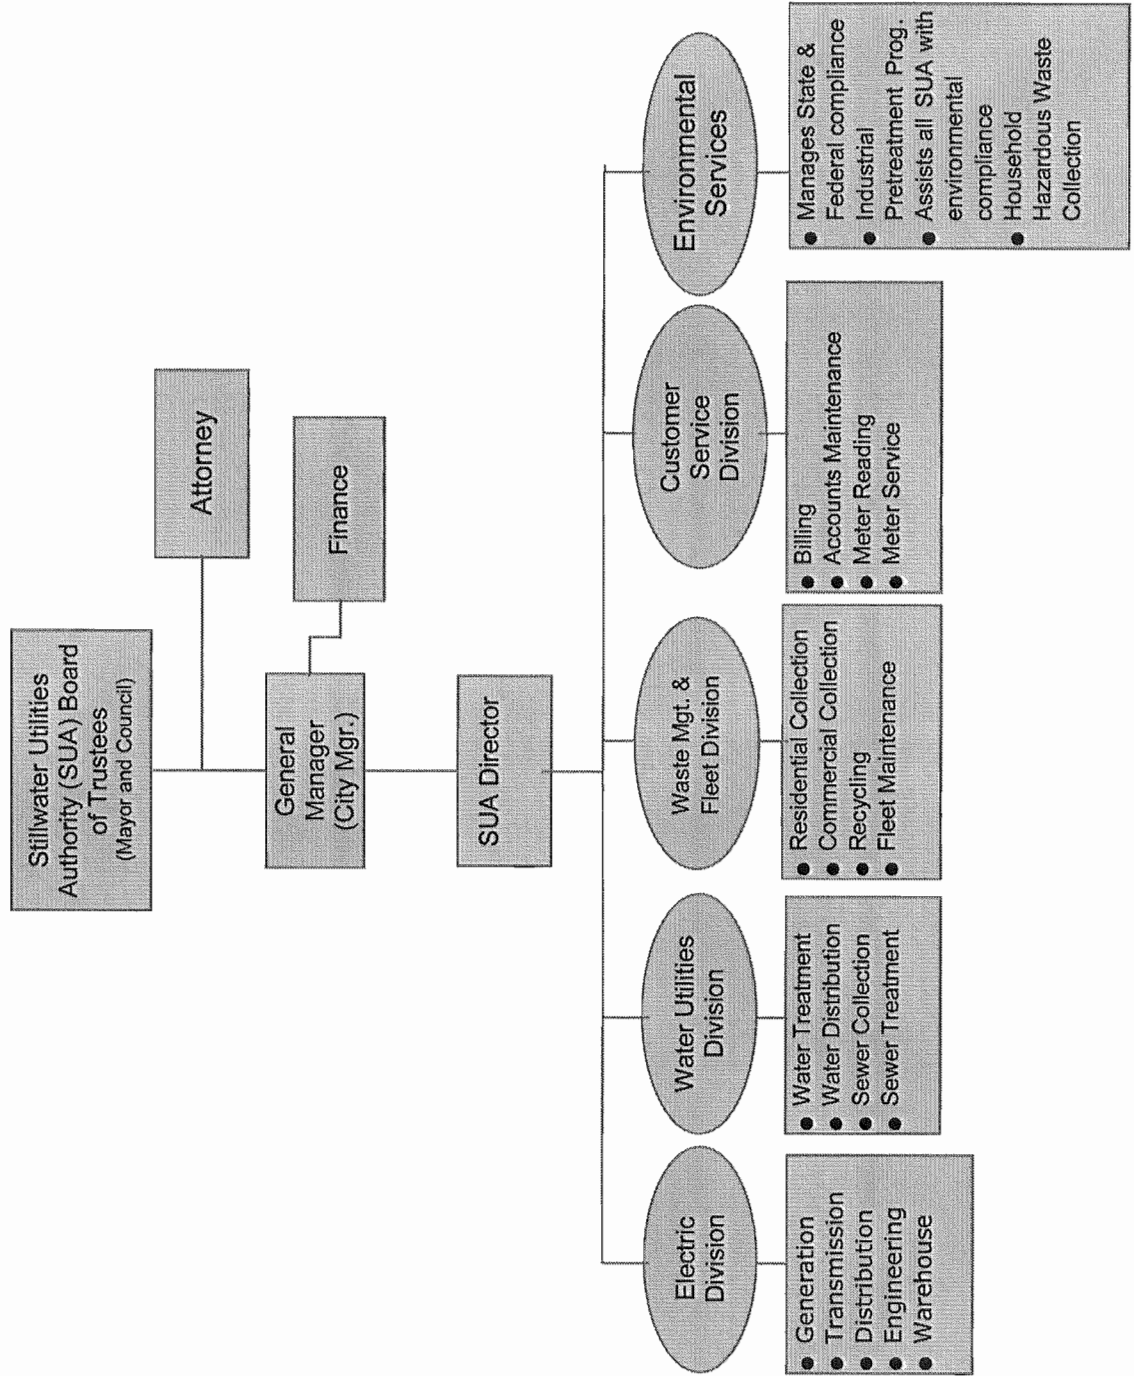 Stillwater Utilities
Authority (SUA) Board
of Trustees
(Mayor and Council)
Attorney
General
Manager
(City Mgr.)
Finance
SUA Director
Electric
Division
Water Utilities
Division
Waste Mgt. &
Fleet Division
Customer
Service
Division
Environmental
Services
● Generation
● Transmission
● Distribution
● Engineering
● Warehouse
● Water Treatment
● Water Distribution
● Sewer Collection
● Sewer Treatment
● Residential Collection
● Commercial Collection
● Recycling
● Fleet Maintenance
● Billing
● Accounts Maintenance
● Meter Reading
● Meter Service
● Manages State &
Federal compliance
● Industrial
Pretreatment Prog.
● Assists all SUA with
environmental
compliance
● Household
Hazardous Waste
Collection